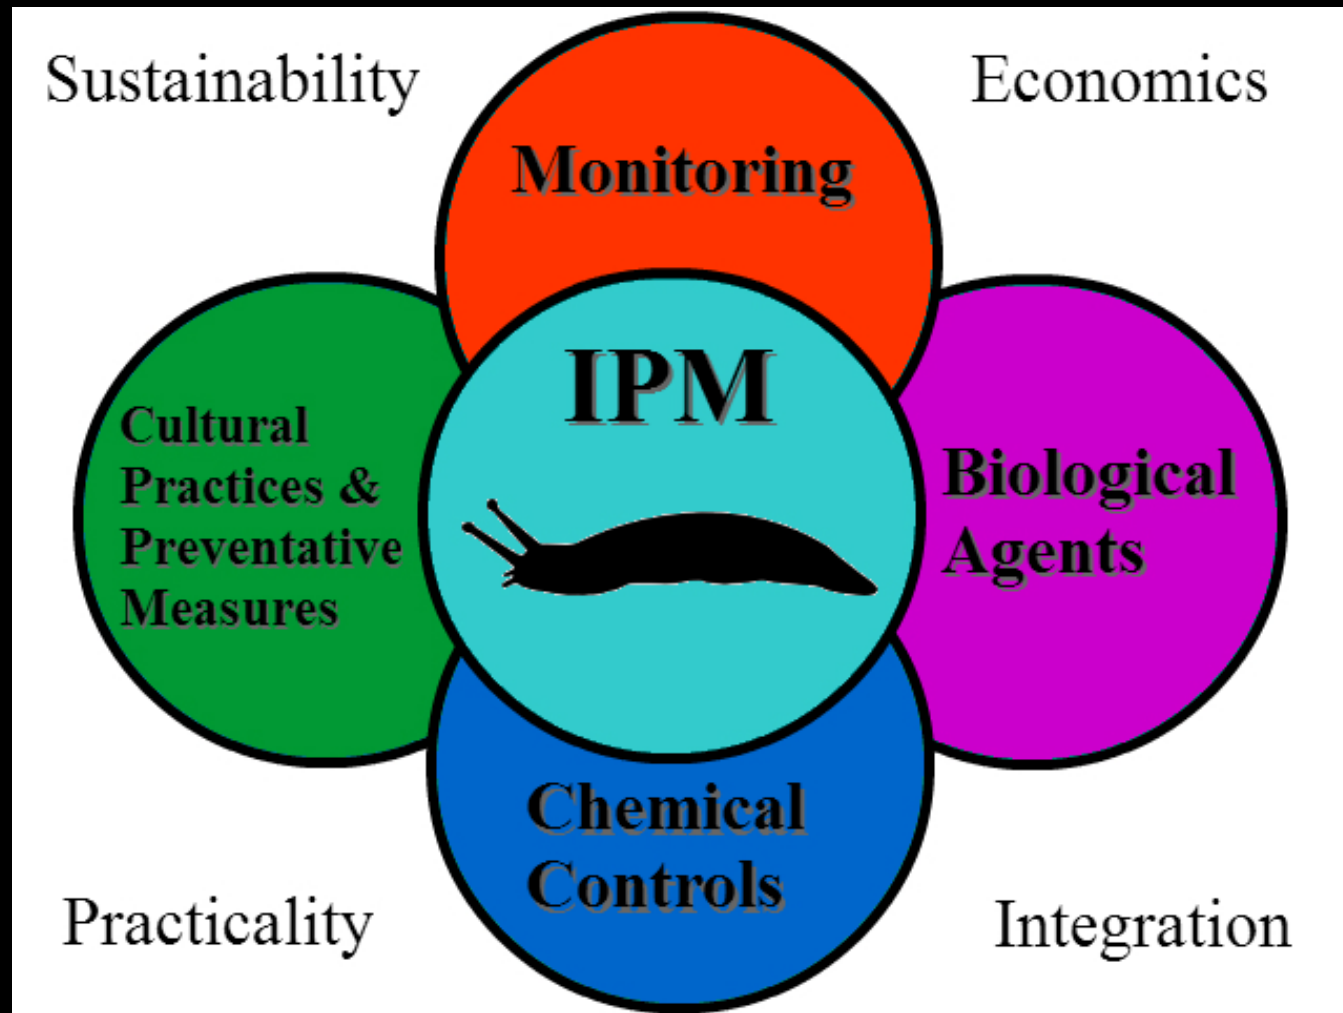 Sustainability
Economics
Monitoring
IPM
Cultural
Practices &
Preventative
Measures
Biological
Agents
Chemical
Controls
Practicality
Integration